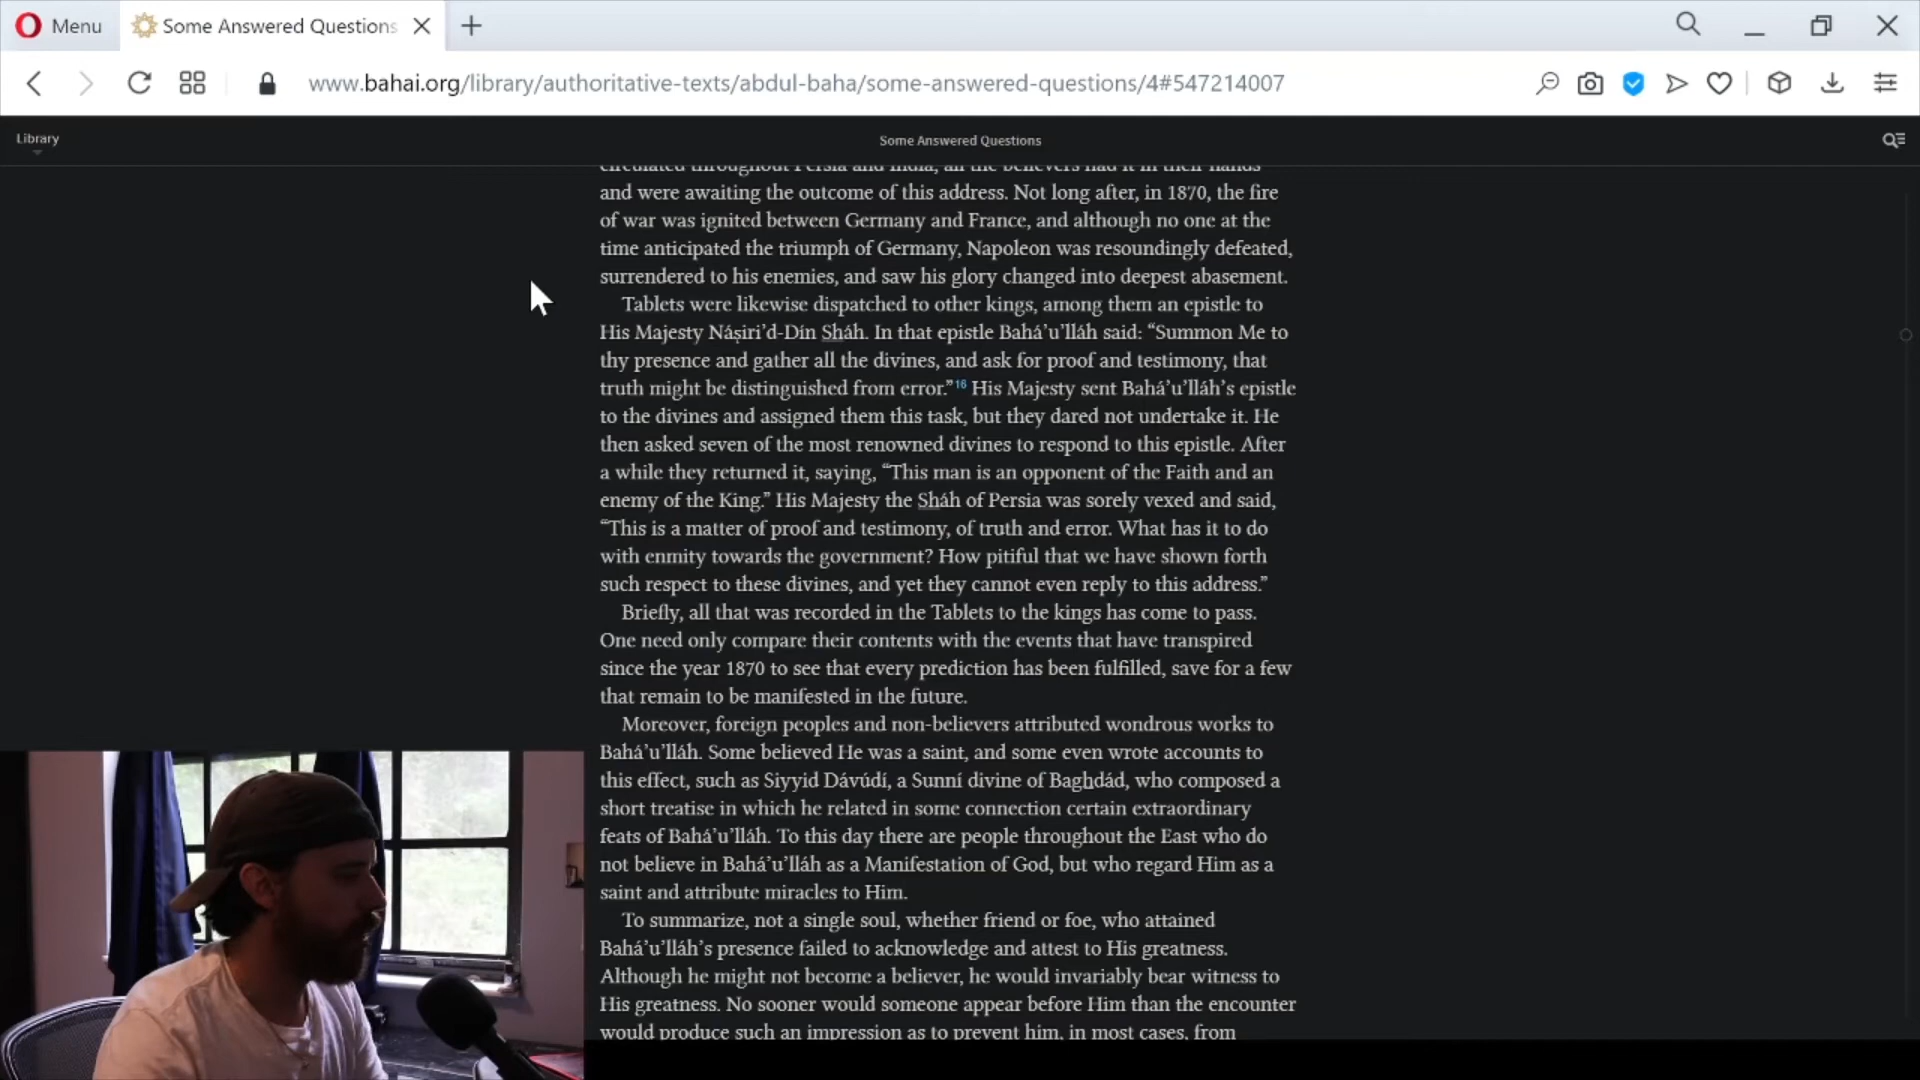 Menu
Some Answered Questions
www.bahai.org/library/authoritative-texts/abdul-baha/some-answered-questions/4#547214007
Library
Some Answered Questions
circulated throughout Persia and India, all the believers had it in their hands
and were awaiting the outcome of this address. Not long after, in 1870, the fire
of war was ignited between Germany and France, and although no one at the
time anticipated the triumph of Germany, Napoleon was resoundingly defeated,
surrendered to his enemies, and saw his glory changed into deepest abasement.
Tablets were likewise dispatched to other kings, among them an epistle to
His Majesty Náṣiri’d-Dín Sháh. In that epistle Bahá’u’lláh said: “Summon Me to
thy presence and gather all the divines, and ask for proof and testimony, that
truth might be distinguished from error.”16 His Majesty sent Bahá’u’lláh’s epistle
to the divines and assigned them this task, but they dared not undertake it. He
then asked seven of the most renowned divines to respond to this epistle. After
a while they returned it, saying, “This man is an opponent of the Faith and an
enemy of the King.” His Majesty the Sháh of Persia was sorely vexed and said,
“This is a matter of proof and testimony, of truth and error. What has it to do
with enmity towards the government? How pitiful that we have shown forth
such respect to these divines, and yet they cannot even reply to this address.”
Briefly, all that was recorded in the Tablets to the kings has come to pass.
One need only compare their contents with the events that have transpired
since the year 1870 to see that every prediction has been fulfilled, save for a few
that remain to be manifested in the future.
Moreover, foreign peoples and non-believers attributed wondrous works to
Bahá’u’lláh. Some believed He was a saint, and some even wrote accounts to
this effect, such as Siyyid Dávúdí, a Sunní divine of Baghdád, who composed a
short treatise in which he related in some connection certain extraordinary
feats of Bahá’u’lláh. To this day there are people throughout the East who do
not believe in Bahá’u’lláh as a Manifestation of God, but who regard Him as a
saint and attribute miracles to Him.
To summarize, not a single soul, whether friend or foe, who attained
Bahá’u’lláh’s presence failed to acknowledge and attest to His greatness.
Although he might not become a believer, he would invariably bear witness to
His greatness. No sooner would someone appear before Him than the encounter
would produce such an impression as to prevent him, in most cases, from